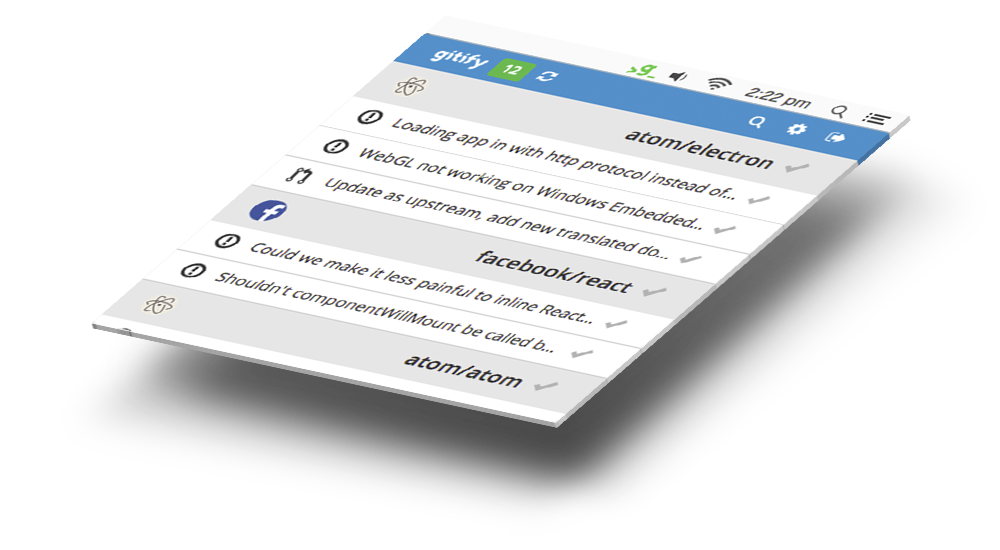 >g_ 2:22 pm
gitify 12
atom/electron
Loading app in with http protocol instead of...
WebGL not working on Windows Embedded...
Update as upstream, add new translated do...
facebook/react
Could we make it less painful to inline React...
Shouldn't componentWillMount be called b...
atom/atom